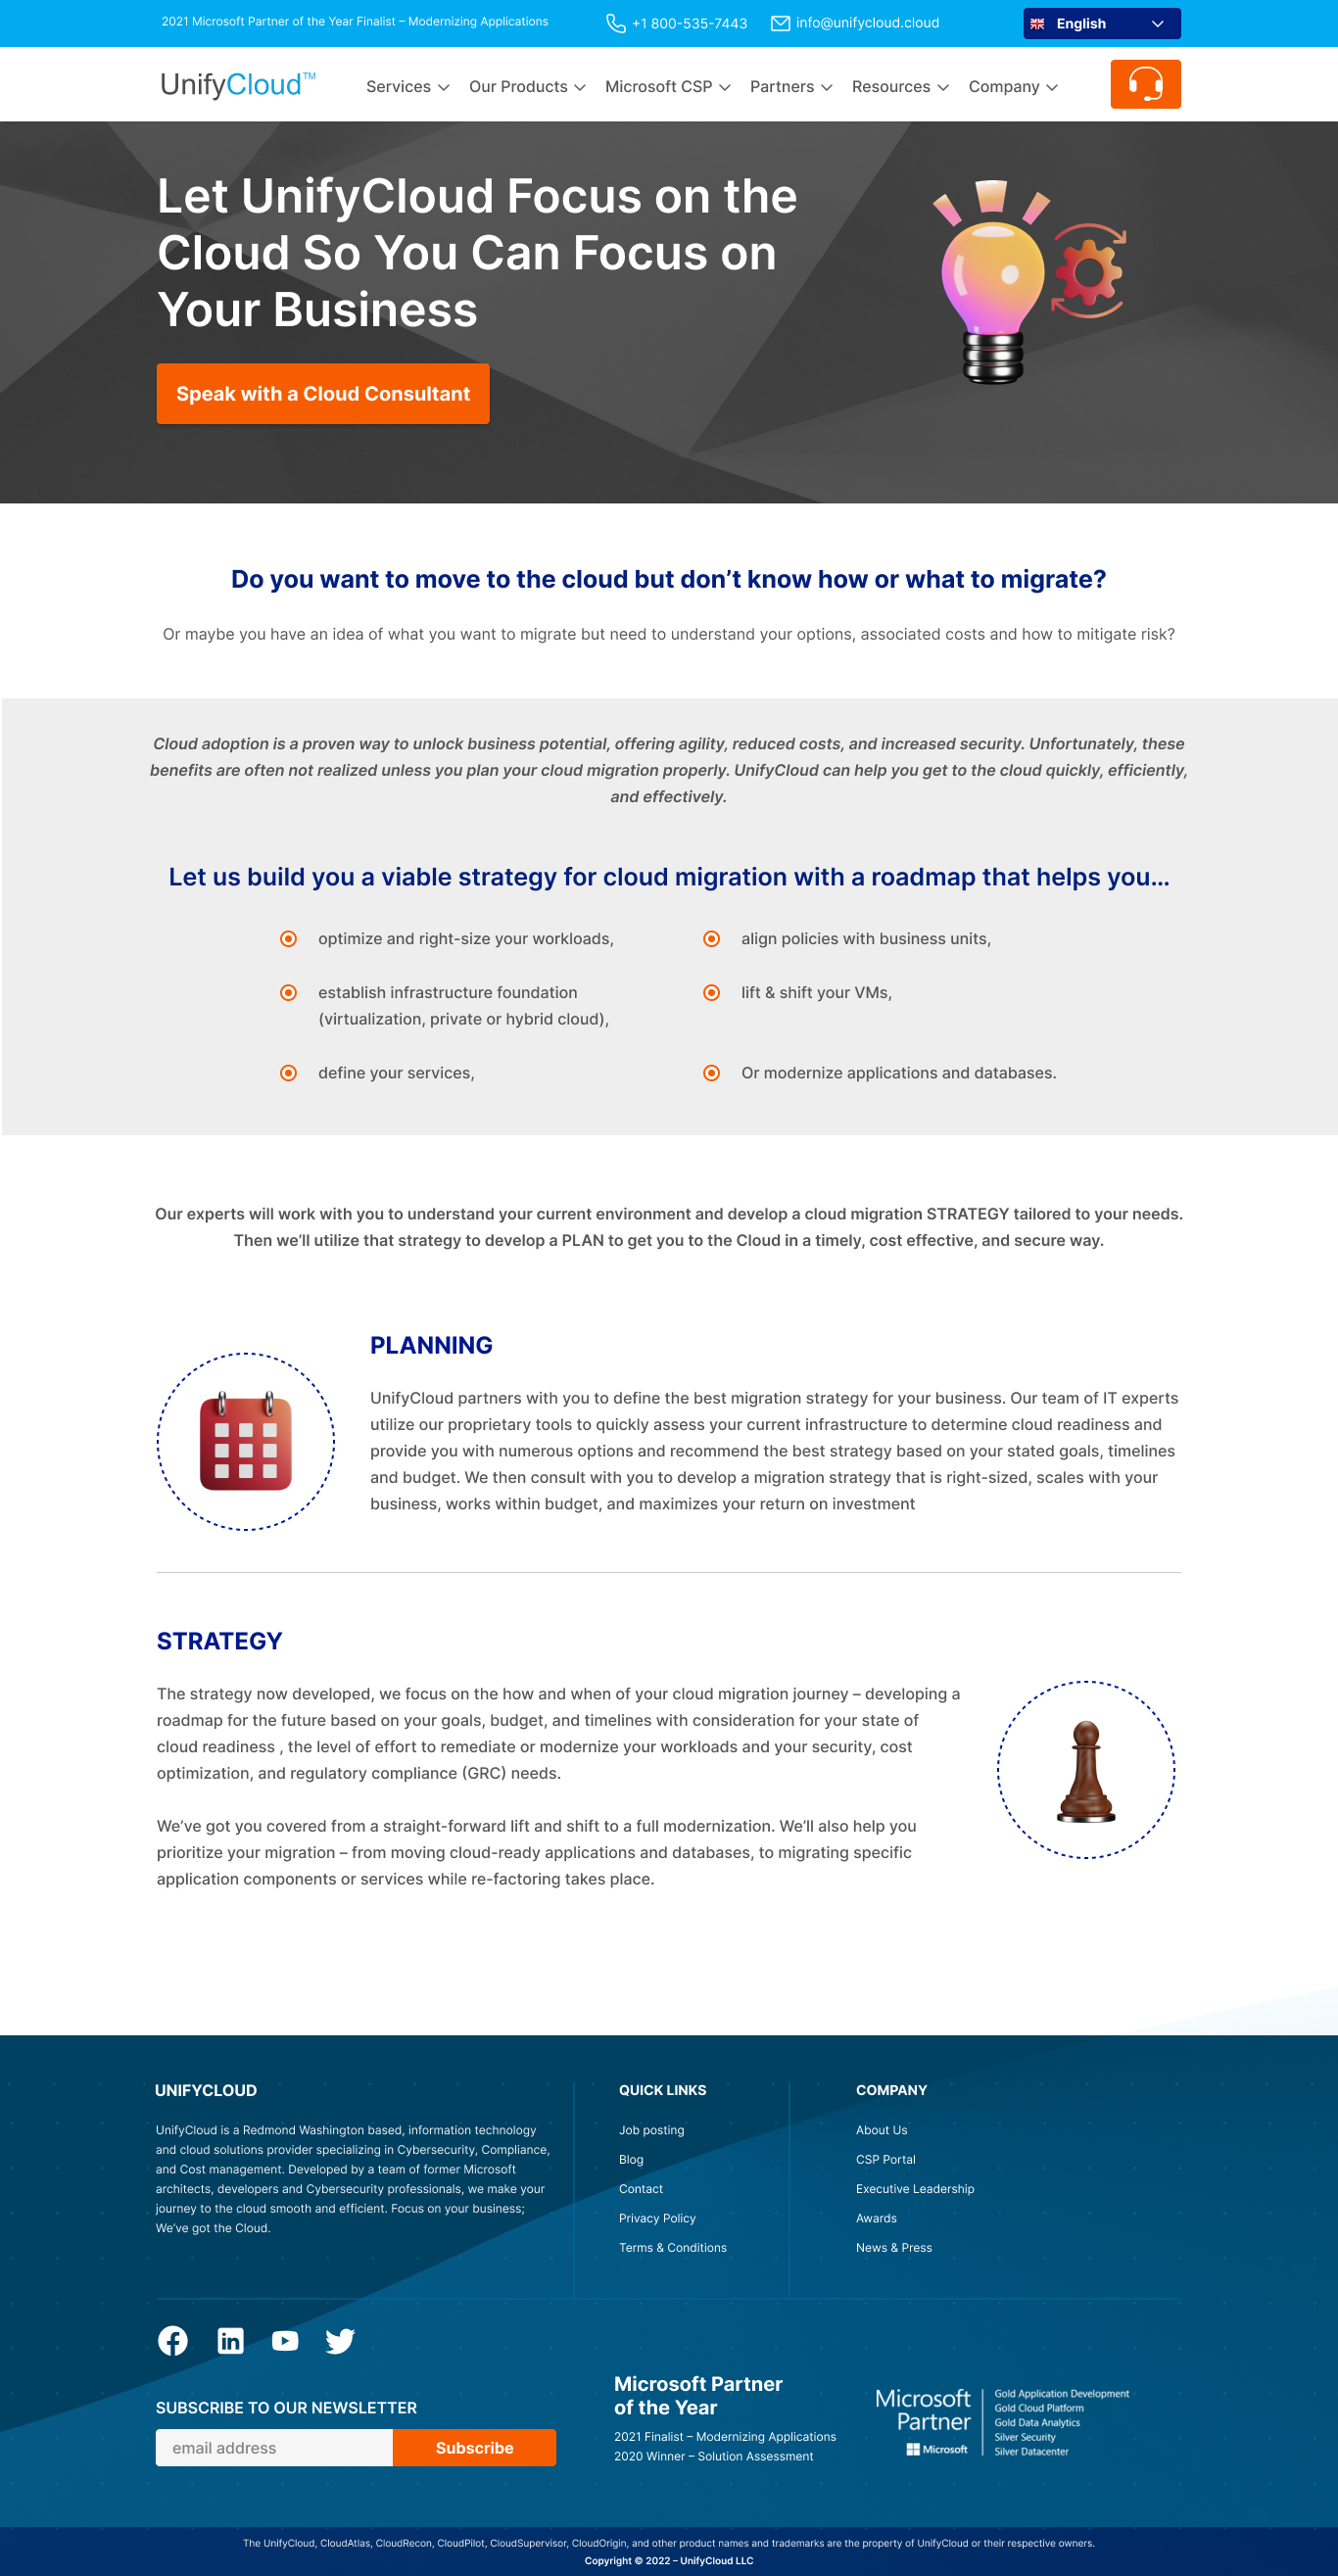 2021 Microsoft Partner of the Year Finalist – Modernizing Applications
+1 800-535-7443
info@unifycloud.cloud
English
UnifyCloud™
Services
Our Products
Microsoft CSP
Partners
Resources
Company
Let UnifyCloud Focus on the
Cloud So You Can Focus on
Your Business
Speak with a Cloud Consultant
Do you want to move to the cloud but don’t know how or what to migrate?
Or maybe you have an idea of what you want to migrate but need to understand your options, associated costs and how to mitigate risk?
Cloud adoption is a proven way to unlock business potential, offering agility, reduced costs, and increased security. Unfortunately, these
benefits are often not realized unless you plan your cloud migration properly. UnifyCloud can help you get to the cloud quickly, efficiently,
and effectively.
Let us build you a viable strategy for cloud migration with a roadmap that helps you...
optimize and right-size your workloads,
align policies with business units,
establish infrastructure foundation
(virtualization, private or hybrid cloud),
lift & shift your VMs,
define your services,
Or modernize applications and databases.
Our experts will work with you to understand your current environment and develop a cloud migration STRATEGY tailored to your needs.
Then we’ll utilize that strategy to develop a PLAN to get you to the Cloud in a timely, cost effective, and secure way.
PLANNING
UnifyCloud partners with you to define the best migration strategy for your business. Our team of IT experts
utilize our proprietary tools to quickly assess your current infrastructure to determine cloud readiness and
provide you with numerous options and recommend the best strategy based on your stated goals, timelines
and budget. We then consult with you to develop a migration strategy that is right-sized, scales with your
business, works within budget, and maximizes your return on investment
STRATEGY
The strategy now developed, we focus on the how and when of your cloud migration journey – developing a
roadmap for the future based on your goals, budget, and timelines with consideration for your state of
cloud readiness , the level of effort to remediate or modernize your workloads and your security, cost
optimization, and regulatory compliance (GRC) needs.
We’ve got you covered from a straight-forward lift and shift to a full modernization. We’ll also help you
prioritize your migration – from moving cloud-ready applications and databases, to migrating specific
application components or services while re-factoring takes place.
UNIFYCLOUD
UnifyCloud is a Redmond Washington based, information technology
and cloud solutions provider specializing in Cybersecurity, Compliance,
and Cost management. Developed by a team of former Microsoft
architects, developers and Cybersecurity professionals, we make your
journey to the cloud smooth and efficient. Focus on your business;
We’ve got the Cloud.
QUICK LINKS
Job posting
Blog
Contact
Privacy Policy
Terms & Conditions
COMPANY
About Us
CSP Portal
Executive Leadership
Awards
News & Press
SUBSCRIBE TO OUR NEWSLETTER
email address
Subscribe
Microsoft Partner
of the Year
2021 Finalist – Modernizing Applications
2020 Winner – Solution Assessment
Microsoft
Partner
Microsoft
Gold Application Development
Gold Cloud Platform
Gold Data Analytics
Silver Security
Silver Datacenter
The UnifyCloud, CloudAtlas, CloudRecon, CloudPilot, CloudSupervisor, CloudOrigin, and other product names and trademarks are the property of UnifyCloud or their respective owners.
Copyright © 2022 – UnifyCloud LLC